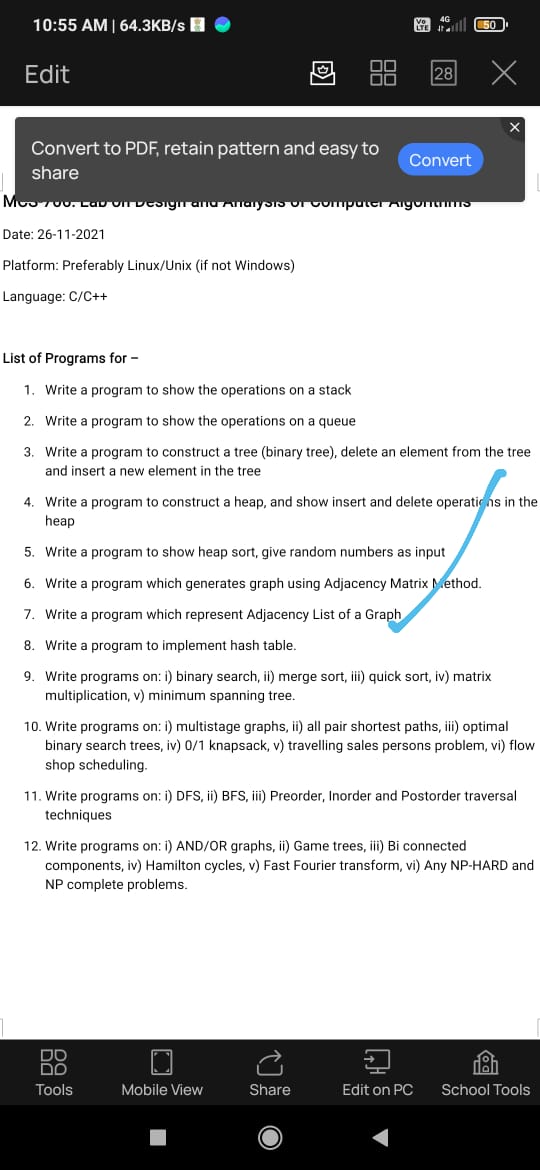 10:55 AM | 64.3KB/s
Vo LTE
4G
50
Edit
28
Convert to PDF, retain pattern and easy to
share
Convert
MCS-706: Lab on Design and Analysis of Computer Algorithms
Date: 26-11-2021
Platform: Preferably Linux/Unix (if not Windows)
Language: C/C++
List of Programs for –
1. Write a program to show the operations on a stack
2. Write a program to show the operations on a queue
3. Write a program to construct a tree (binary tree), delete an element from the tree
and insert a new element in the tree
4. Write a program to construct a heap, and show insert and delete operations in the
heap
5. Write a program to show heap sort, give random numbers as input
6. Write a program which generates graph using Adjacency Matrix Method.
7. Write a program which represent Adjacency List of a Graph
8. Write a program to implement hash table.
9. Write programs on: i) binary search, ii) merge sort, iii) quick sort, iv) matrix
multiplication, v) minimum spanning tree.
10. Write programs on: i) multistage graphs, ii) all pair shortest paths, iii) optimal
binary search trees, iv) 0/1 knapsack, v) travelling sales persons problem, vi) flow
shop scheduling.
11. Write programs on: i) DFS, ii) BFS, iii) Preorder, Inorder and Postorder traversal
techniques
12. Write programs on: i) AND/OR graphs, ii) Game trees, iii) Bi connected
components, iv) Hamilton cycles, v) Fast Fourier transform, vi) Any NP-HARD and
NP complete problems.
Tools
Mobile View
Share
Edit on PC
School Tools